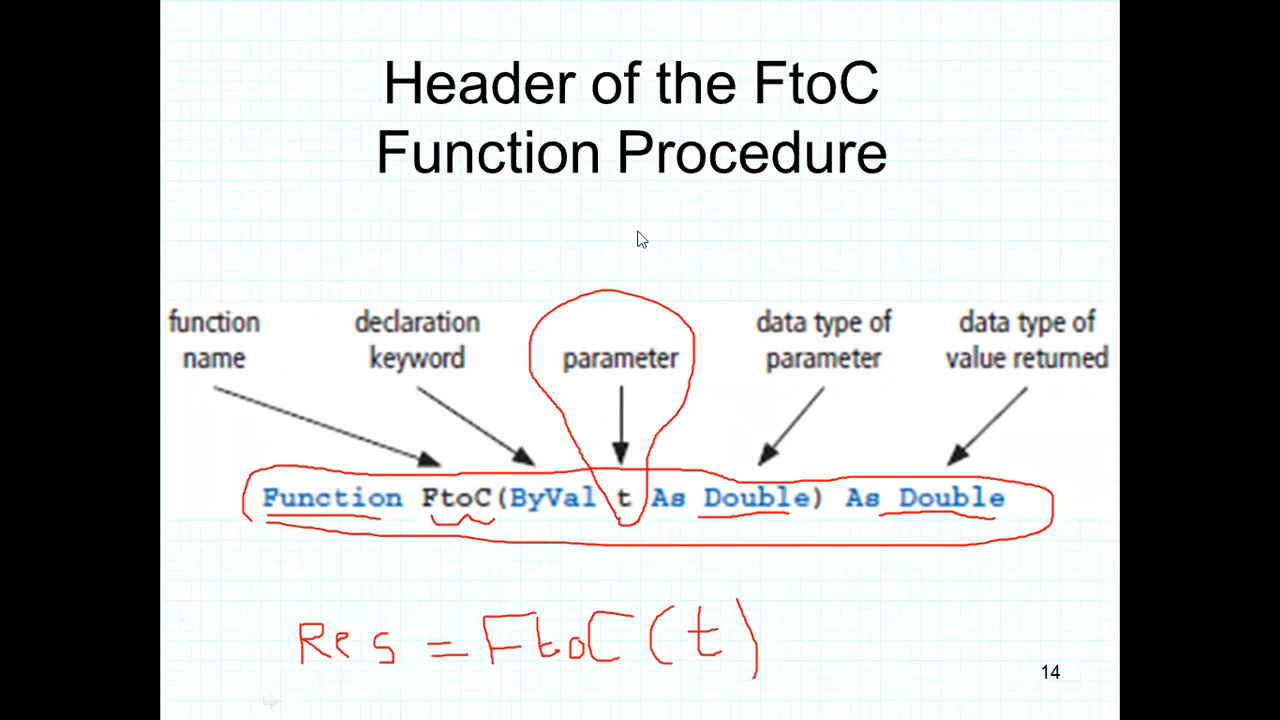 Header of the FtoC
Function Procedure
function name
declaration keyword
parameter
data type of parameter
data type of value returned
Function FtoC(ByVal t As Double) As Double
Res = FtoC(t)
14